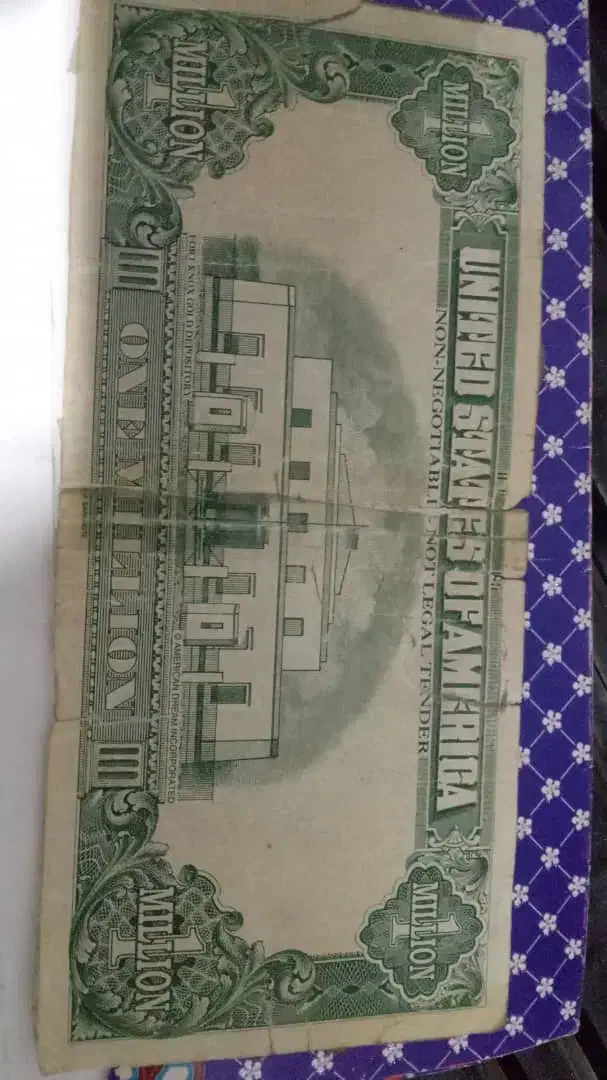 1 MILLION
1 MILLION
UNITED STATES OF AMERICA
NON-NEGOTIABLE NOT LEGAL TENDER
FORT KNOX GOLD DEPOSITORY
© AMERICAN DREAM INCORPORATED
1 MILLION
ONE MILLION
1 MILLION